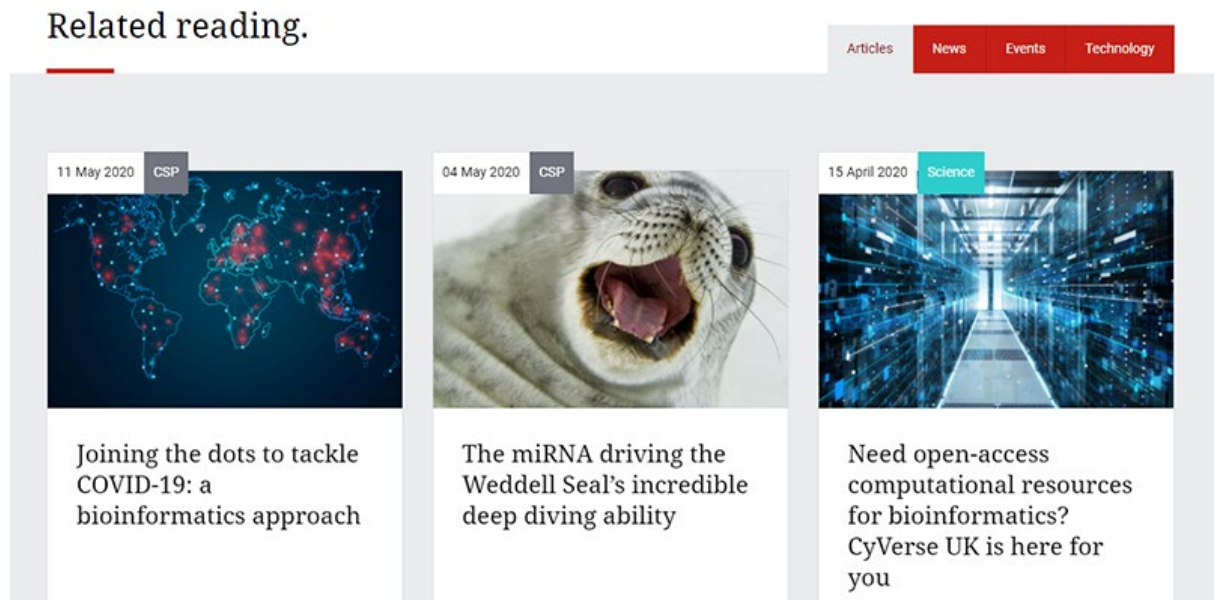 Related reading.
Articles News Events Technology
11 May 2020 CSP
Joining the dots to tackle
COVID-19: a
bioinformatics approach
04 May 2020 CSP
The miRNA driving the
Weddell Seal’s incredible
deep diving ability
15 April 2020 Science
Need open-access
computational resources
for bioinformatics?
CyVerse UK is here for
you